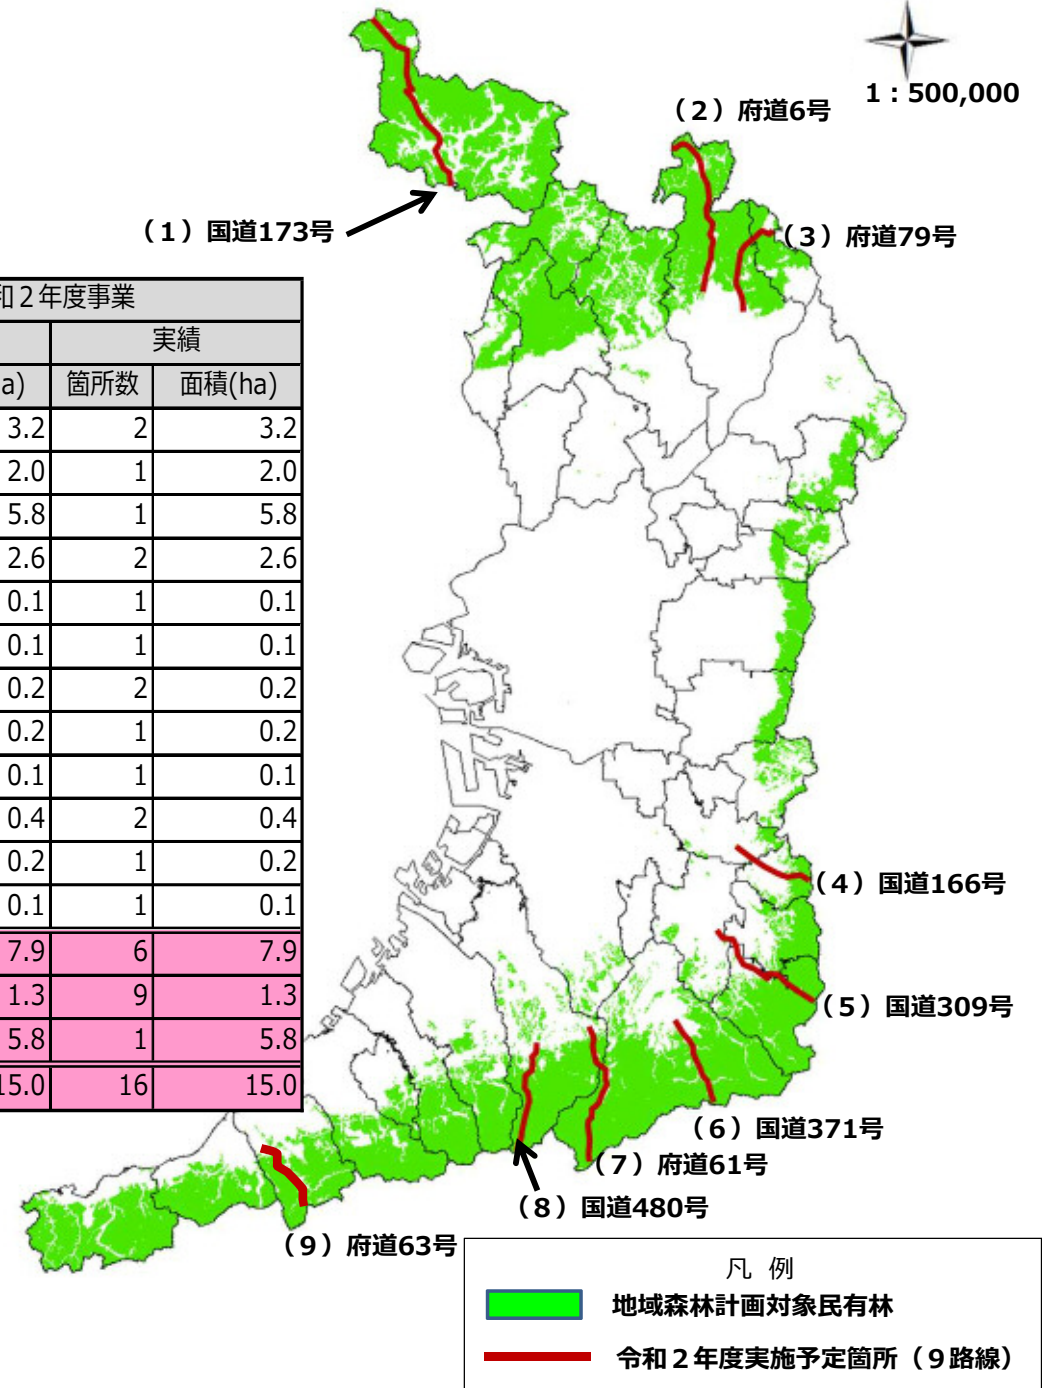 1：500,000
（2）府道6号
（1）国道173号
（3）府道79号
和２年度事業
実績
a) 箇所数 面積(ha)
3.2 2 3.2
2.0 1 2.0
5.8 1 5.8
2.6 2 2.6
0.1 1 0.1
0.1 1 0.1
0.2 2 0.2
0.2 1 0.2
0.1 1 0.1
0.4 2 0.4
0.2 1 0.2
0.1 1 0.1
7.9 6 7.9
1.3 9 1.3
5.8 1 5.8
15.0 16 15.0
（4）国道166号
（5）国道309号
（6）国道371号
（7）府道61号
（8）国道480号
（9）府道63号
凡 例
地域森林計画対象民有林
令和２年度実施予定箇所（９路線）